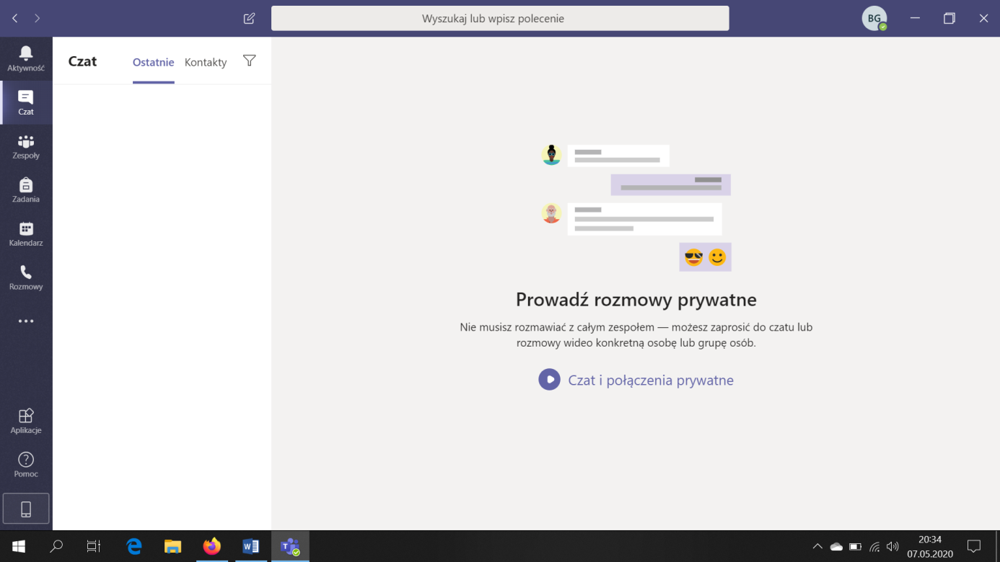 Wyszukaj lub wpisz polecenie
BG
Aktywność
Czat
Zespoły
Zadania
Kalendarz
Rozmowy
Aplikacje
Pomoc
Czat
Ostatnie
Kontakty
Prowadź rozmowy prywatne
Nie musisz rozmawiać z całym zespołem — możesz zaprosić do czatu lub
rozmowy wideo konkretną osobę lub grupę osób.
Czat i połączenia prywatne
20:34
07.05.2020